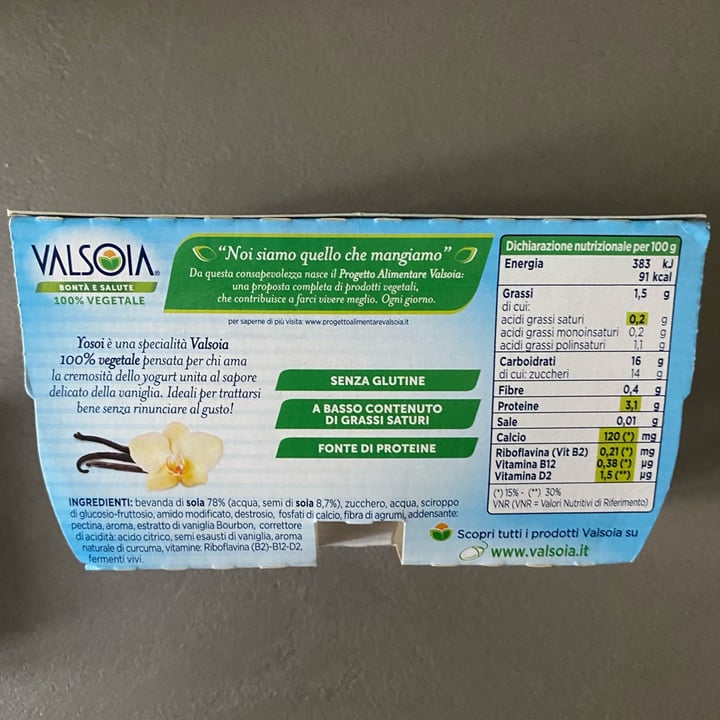 VALSOIA®
BONTÀ E SALUTE
100% VEGETALE
"Noi siamo quello che mangiamo"
Da questa consapevolezza nasce il Progetto Alimentare Valsoia:
una proposta completa di prodotti vegetali,
che contribuisce a farci vivere meglio. Ogni giorno.
per saperne di più visita: www.progettoalimentarevalsoia.it
Yosoi è una specialità Valsoia
100% vegetale pensata per chi ama
la cremosità dello yogurt unita al sapore
delicato della vaniglia. Ideali per trattarsi
bene senza rinunciare al gusto!
SENZA GLUTINE
A BASSO CONTENUTO
DI GRASSI SATURI
FONTE DI PROTEINE
INGREDIENTI: bevanda di soia 78% (acqua, semi di soia 8,7%), zucchero, acqua, sciroppo
di glucosio-fruttosio, amido modificato, destrosio, fosfati di calcio, fibra di agrumi, addensante:
pectina, aroma, estratto di vaniglia Bourbon, correttore
di acidità: acido citrico, semi esausti di vaniglia, aroma
naturale di curcuma, vitamine: Riboflavina (B2)-B12-D2,
fermenti vivi.
Dichiarazione nutrizionale per 100 g
Energia 383 kJ
91 kcal
Grassi 1,5 g
di cui:
acidi grassi saturi 0,2 g
acidi grassi monoinsaturi 0,2 g
acidi grassi polinsaturi 1,1 g
Carboidrati 16 g
di cui: zuccheri 14 g
Fibre 0,4 g
Proteine 3,1 g
Sale 0,01 g
Calcio 120 (*) mg
Riboflavina (Vit B2) 0,21 (*) mg
Vitamina B12 0,38 (*) µg
Vitamina D2 1,5 (**) µg
(*) 15% - (**) 30%
VNR (VNR = Valori Nutritivi di Riferimento)
Scopri tutti i prodotti Valsoia su
www.valsoia.it